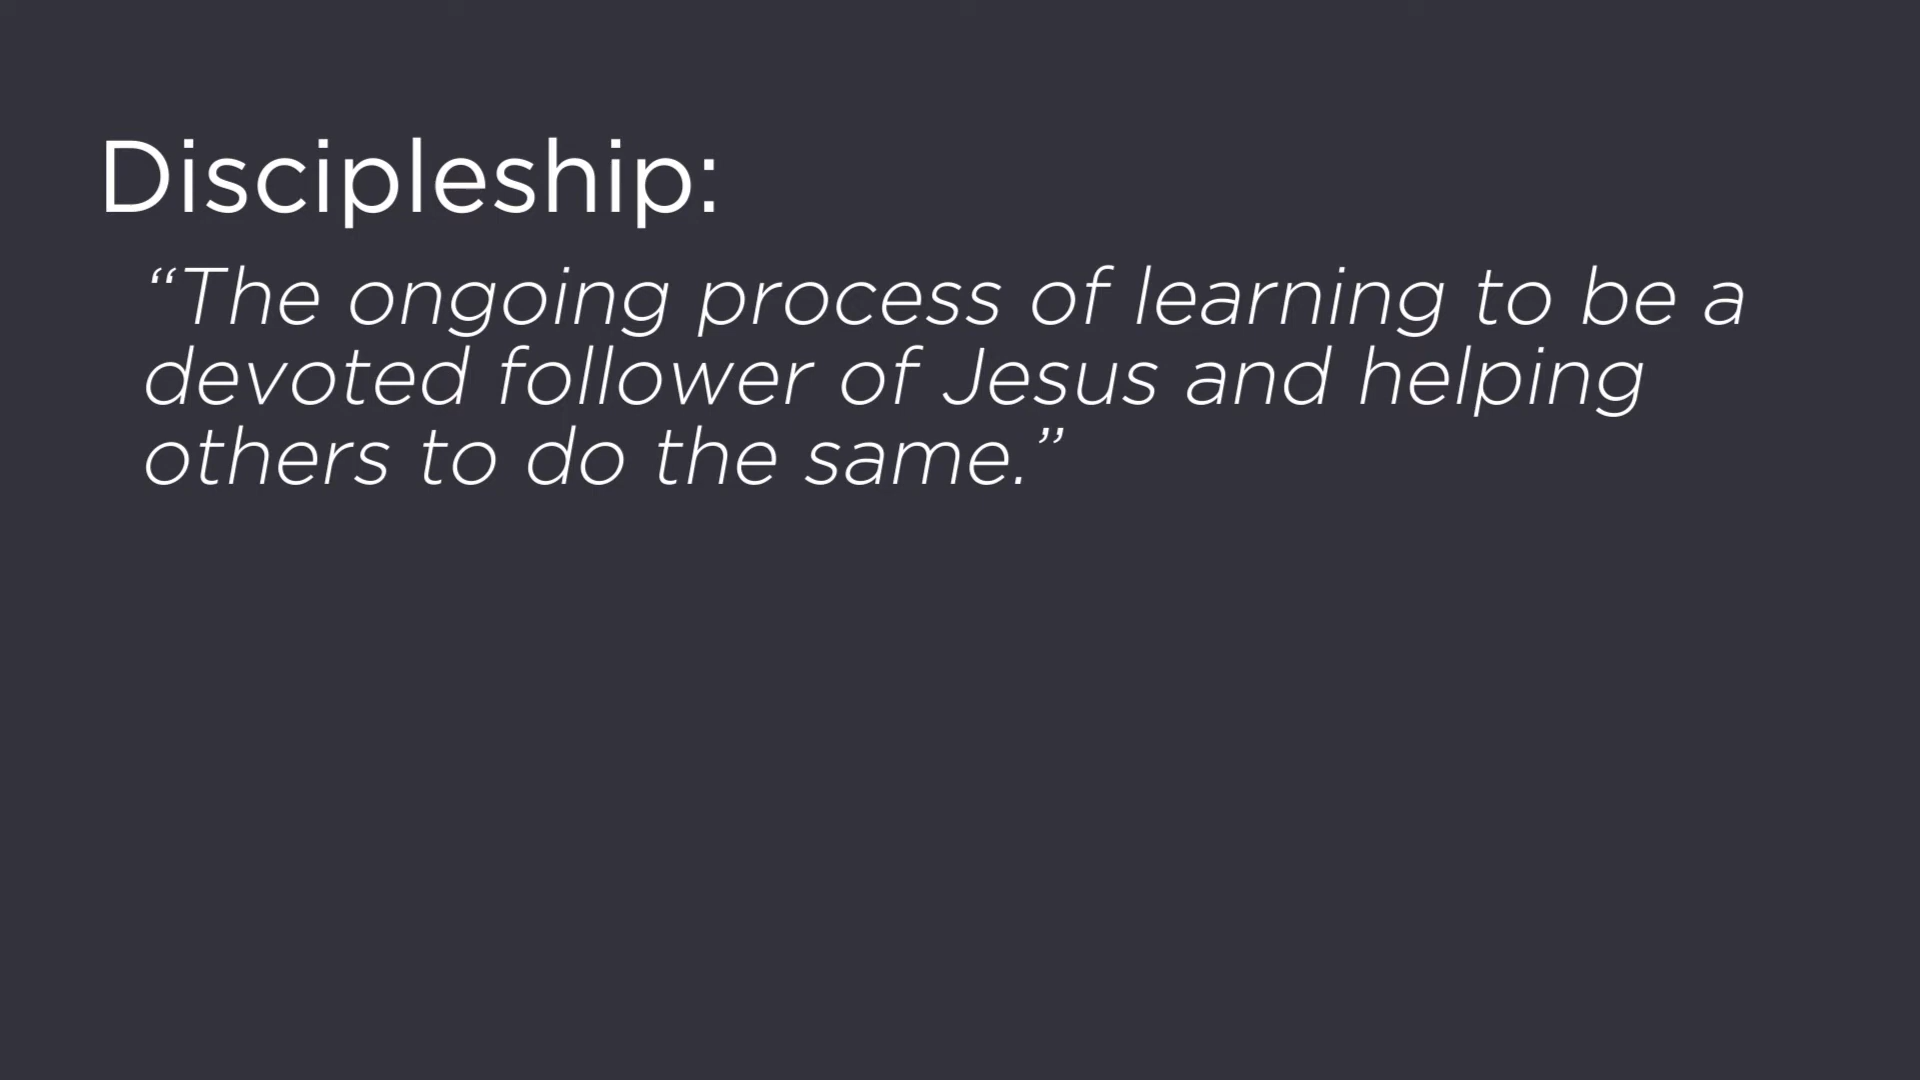 Discipleship:
“The ongoing process of learning to be a
devoted follower of Jesus and helping
others to do the same.”